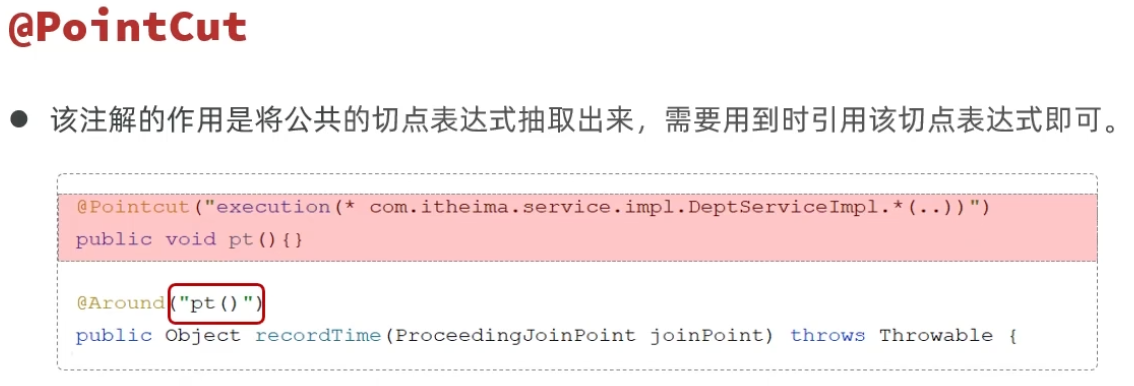 @PointCut
● 该注解的作用是将公共的切点表达式抽取出来，需要用到时引用该切点表达式即可。
@Pointcut("execution(* com.itheima.service.impl.DeptServiceImpl.*(..))")
public void pt(){}
@Around("pt()")
public Object recordTime(ProceedingJoinPoint joinPoint) throws Throwable {